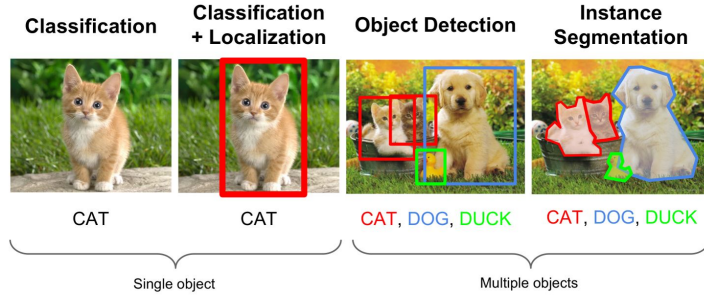 Classification
Classification
+ Localization
Object Detection
Instance
Segmentation
CAT
CAT
CAT, DOG, DUCK
CAT, DOG, DUCK
Single object
Multiple objects